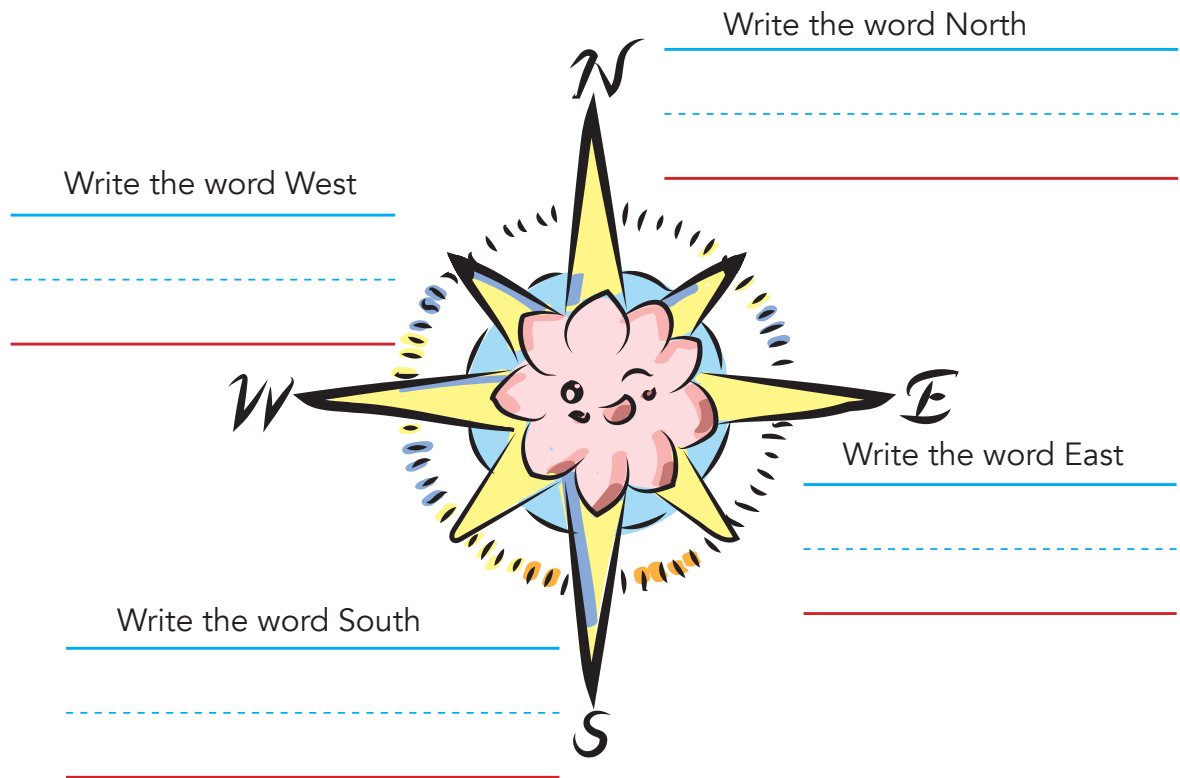 Write the word North
N
Write the word West
W
E
Write the word East
Write the word South
S